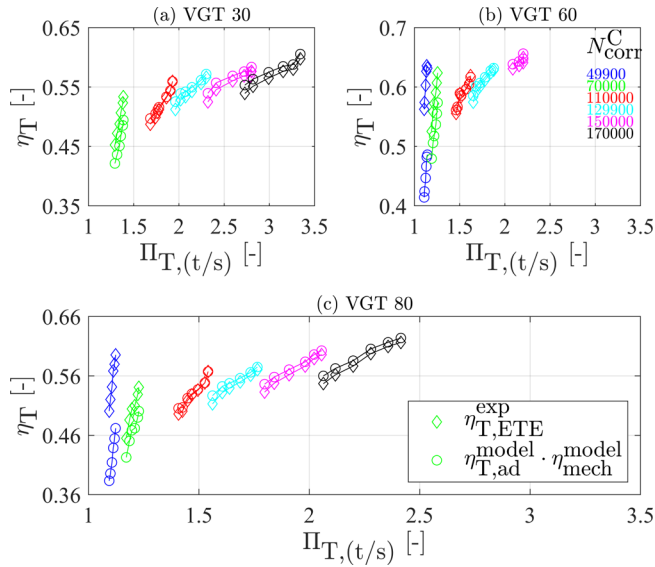 (a) VGT 30
0.65
0.55
0.45
0.35
η_T [-]
1 1.5 2 2.5 3 3.5
Π_T,(t/s) [-]
(b) VGT 60
0.7
0.6
0.5
0.4
η_T [-]
1 1.5 2 2.5 3 3.5
Π_T,(t/s) [-]
N^C_corr
49900
70000
110000
129900
150000
170000
(c) VGT 80
0.66
0.56
0.46
0.36
η_T [-]
1 1.5 2 2.5 3 3.5
Π_T,(t/s) [-]
η^exp_T,ETE
η^model_T,ad · η^model_mech